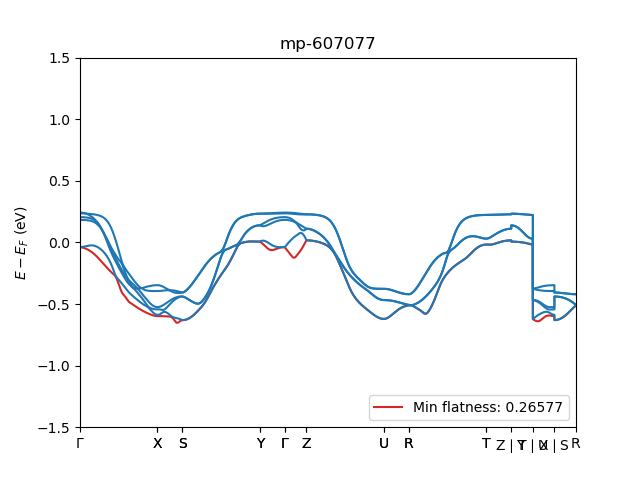 mp-607077
1.5
1.0
0.5
0.0
−0.5
−1.0
−1.5
E − E_F (eV)
Min flatness: 0.26577
Γ X S Y Γ Z U R T Z | Y | X | S R